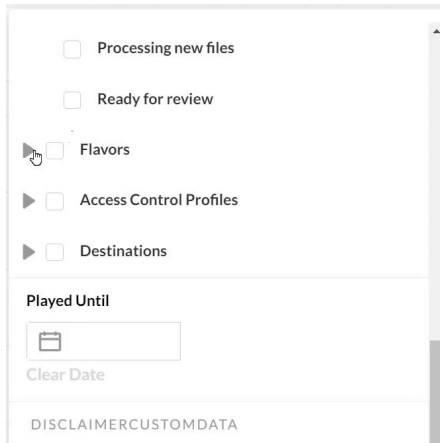 Processing new files
Ready for review
Flavors
Access Control Profiles
Destinations
Played Until
Clear Date
DISCLAIMERCUSTOMDATA